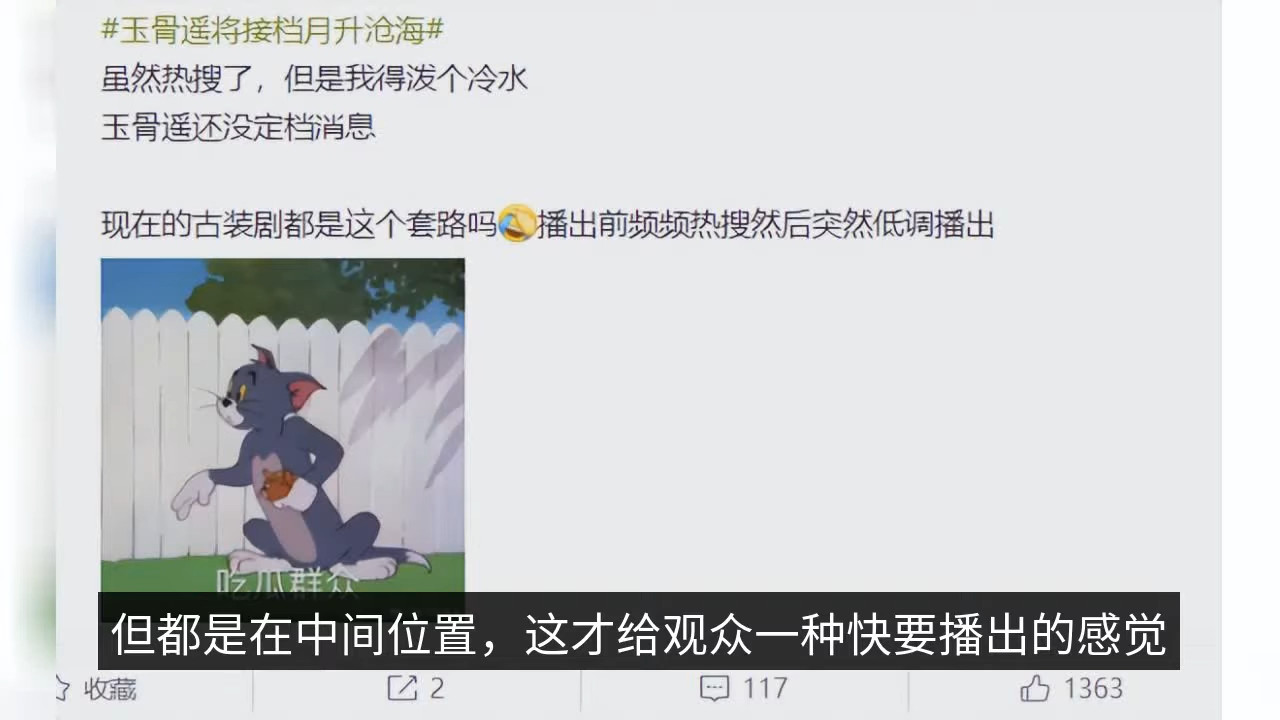 #玉骨遥将接档月升沧海#
虽然热搜了，但是我得泼个冷水
玉骨遥还没定档消息
现在的古装剧都是这个套路吗🤣播出前频频热搜然后突然低调播出
吃瓜群众
但都是在中间位置，这才给观众一种快要播出的感觉
收藏 2 117 1363